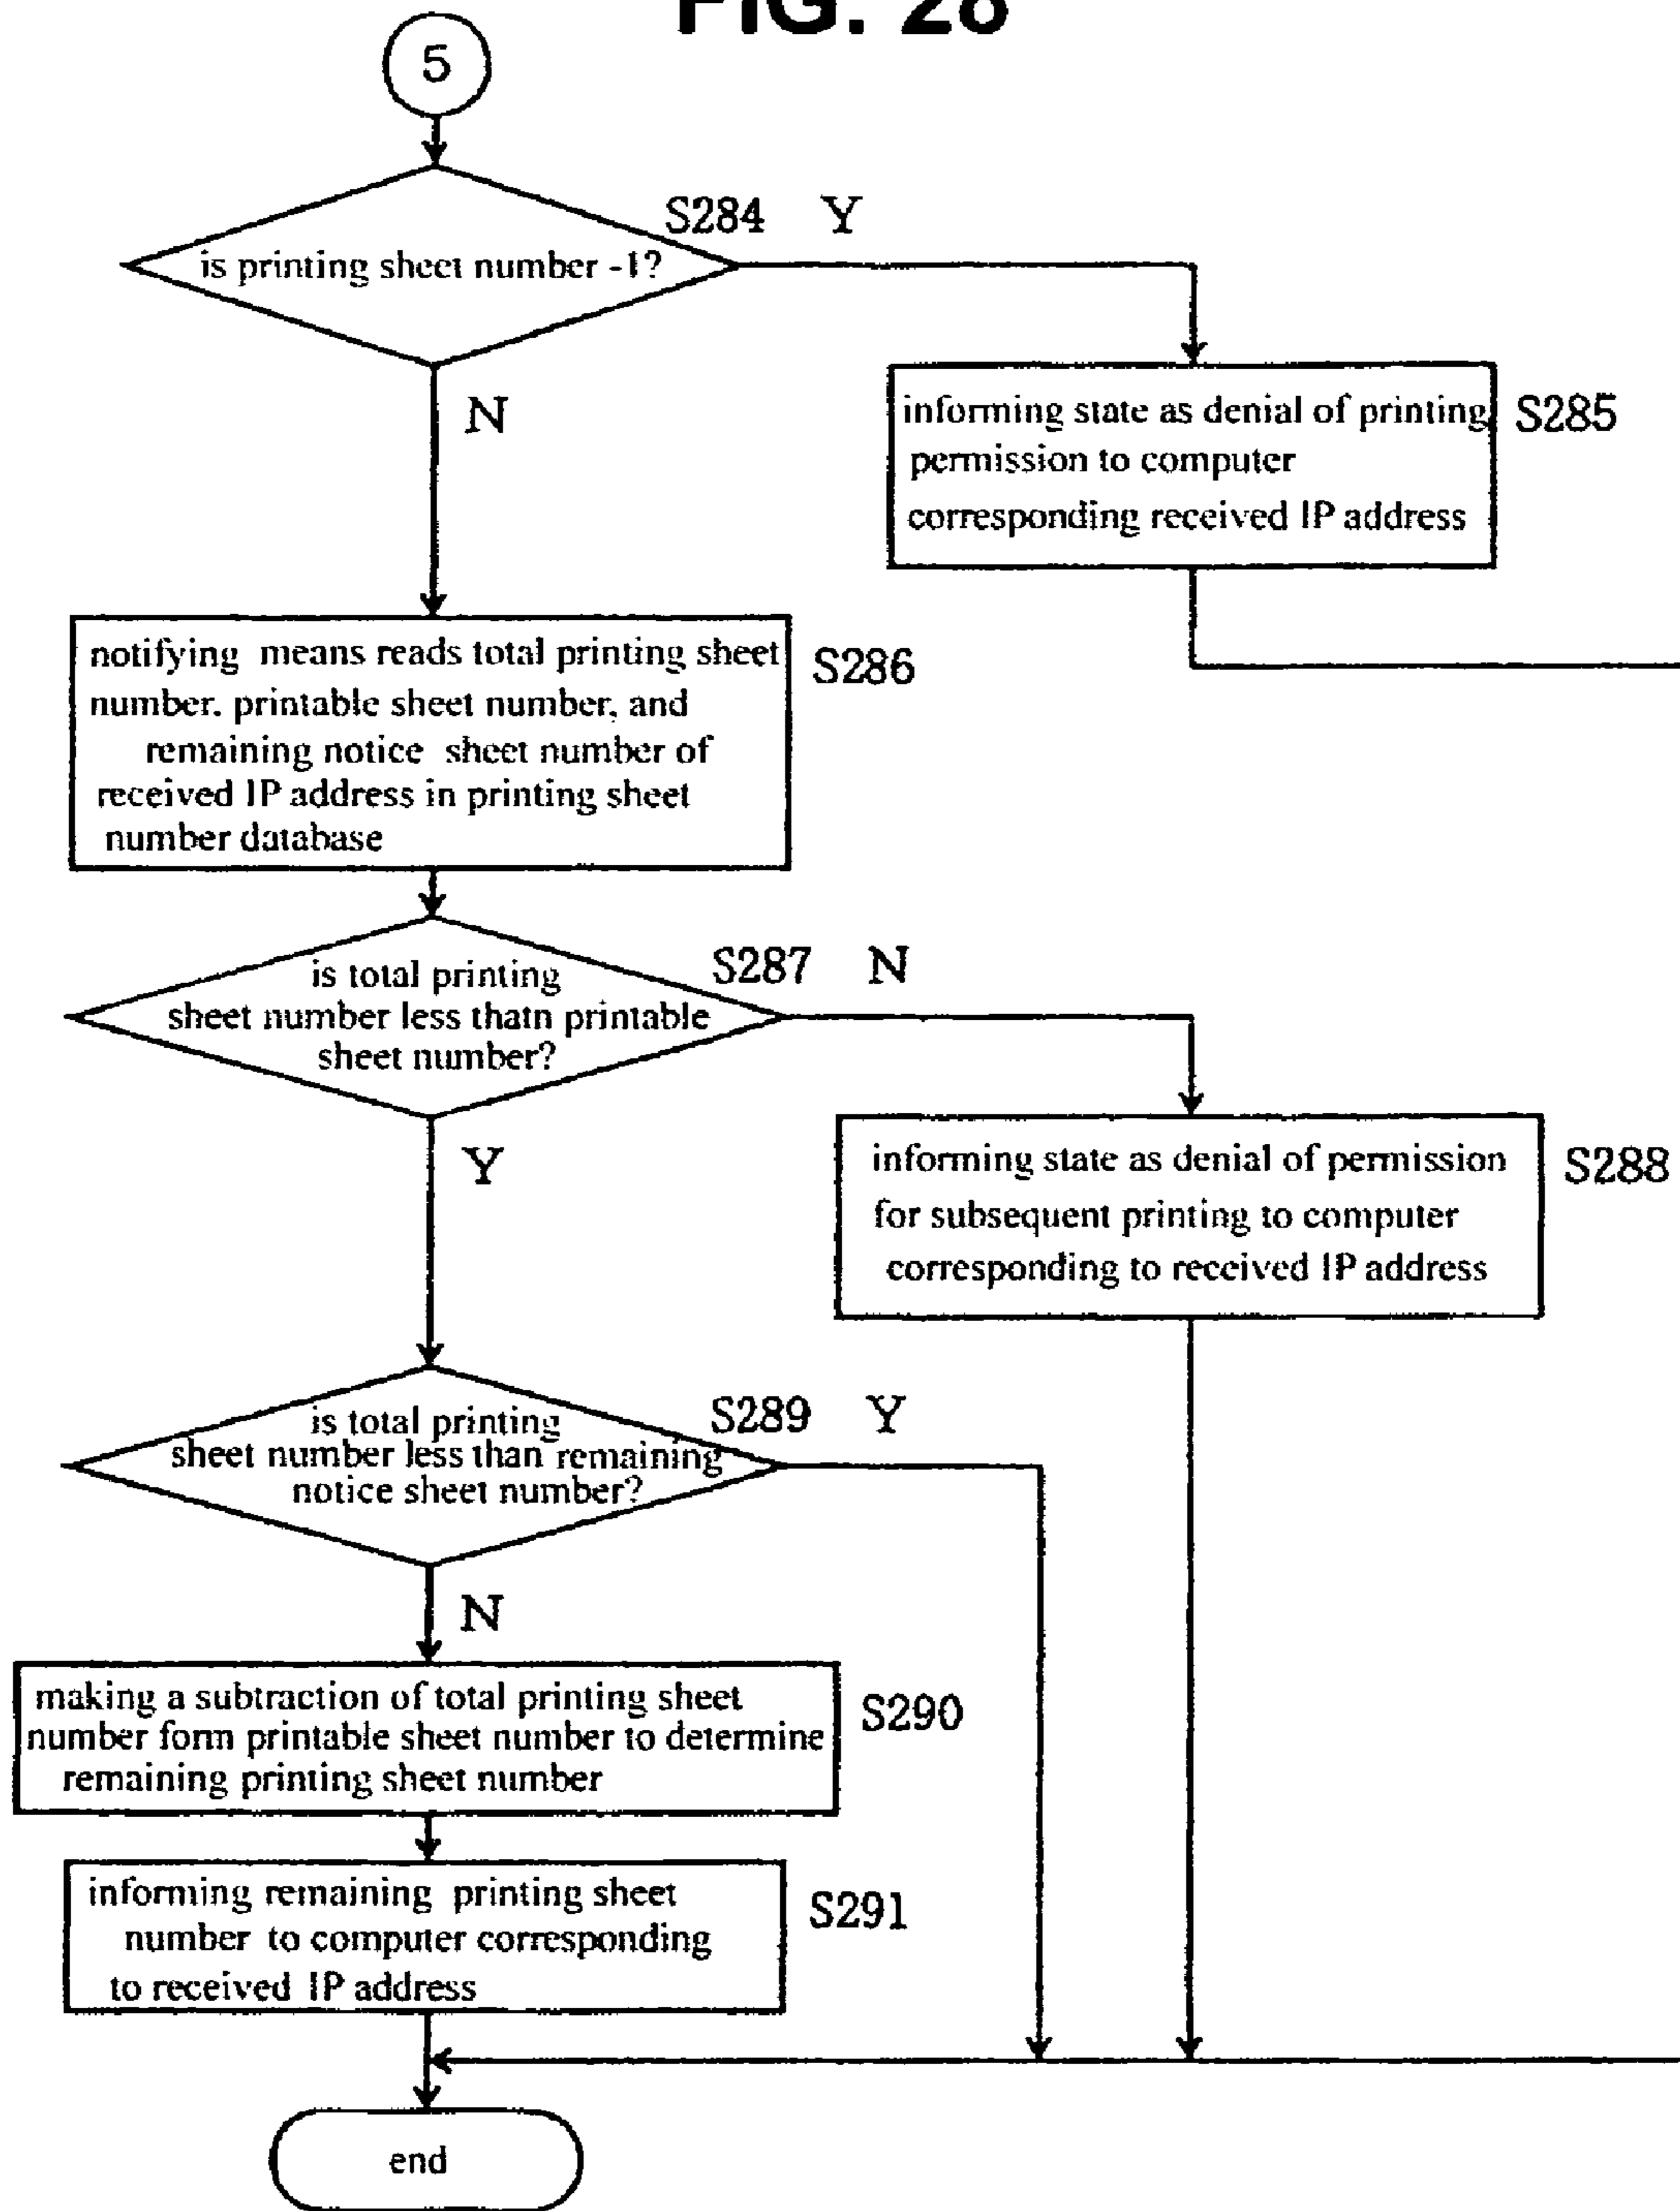 FIG. 28
5
S284 Y
is printing sheet number -1?
N
informing state as denial of printing
permission to computer
corresponding received IP address
S285
notifying means reads total printing sheet
number, printable sheet number, and
remaining notice sheet number of
received IP address in printing sheet
number database
S286
S287 N
is total printing
sheet number less thatn printable
sheet number?
Y
informing state as denial of permission
for subsequent printing to computer
corresponding to received IP address
S288
S289 Y
is total printing
sheet number less than remaining
notice sheet number?
N
making a subtraction of total printing sheet
number form printable sheet number to determine
remaining printing sheet number
S290
informing remaining printing sheet
number to computer corresponding
to received IP address
S291
end